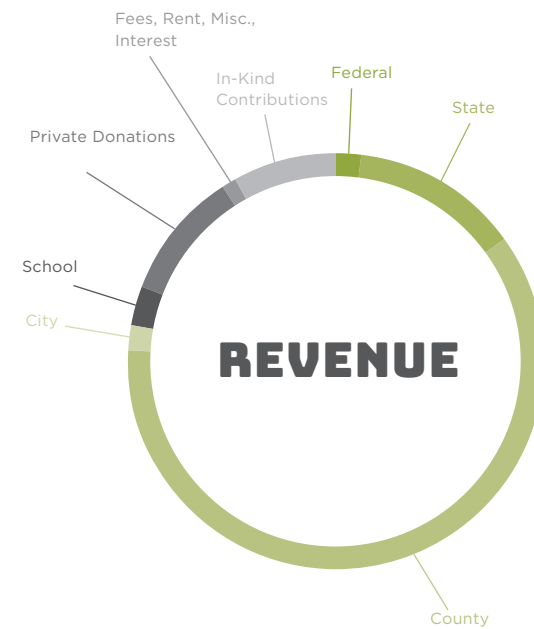 Fees, Rent, Misc.,
Interest
In-Kind
Contributions
Federal
State
Private Donations
School
City
REVENUE
County